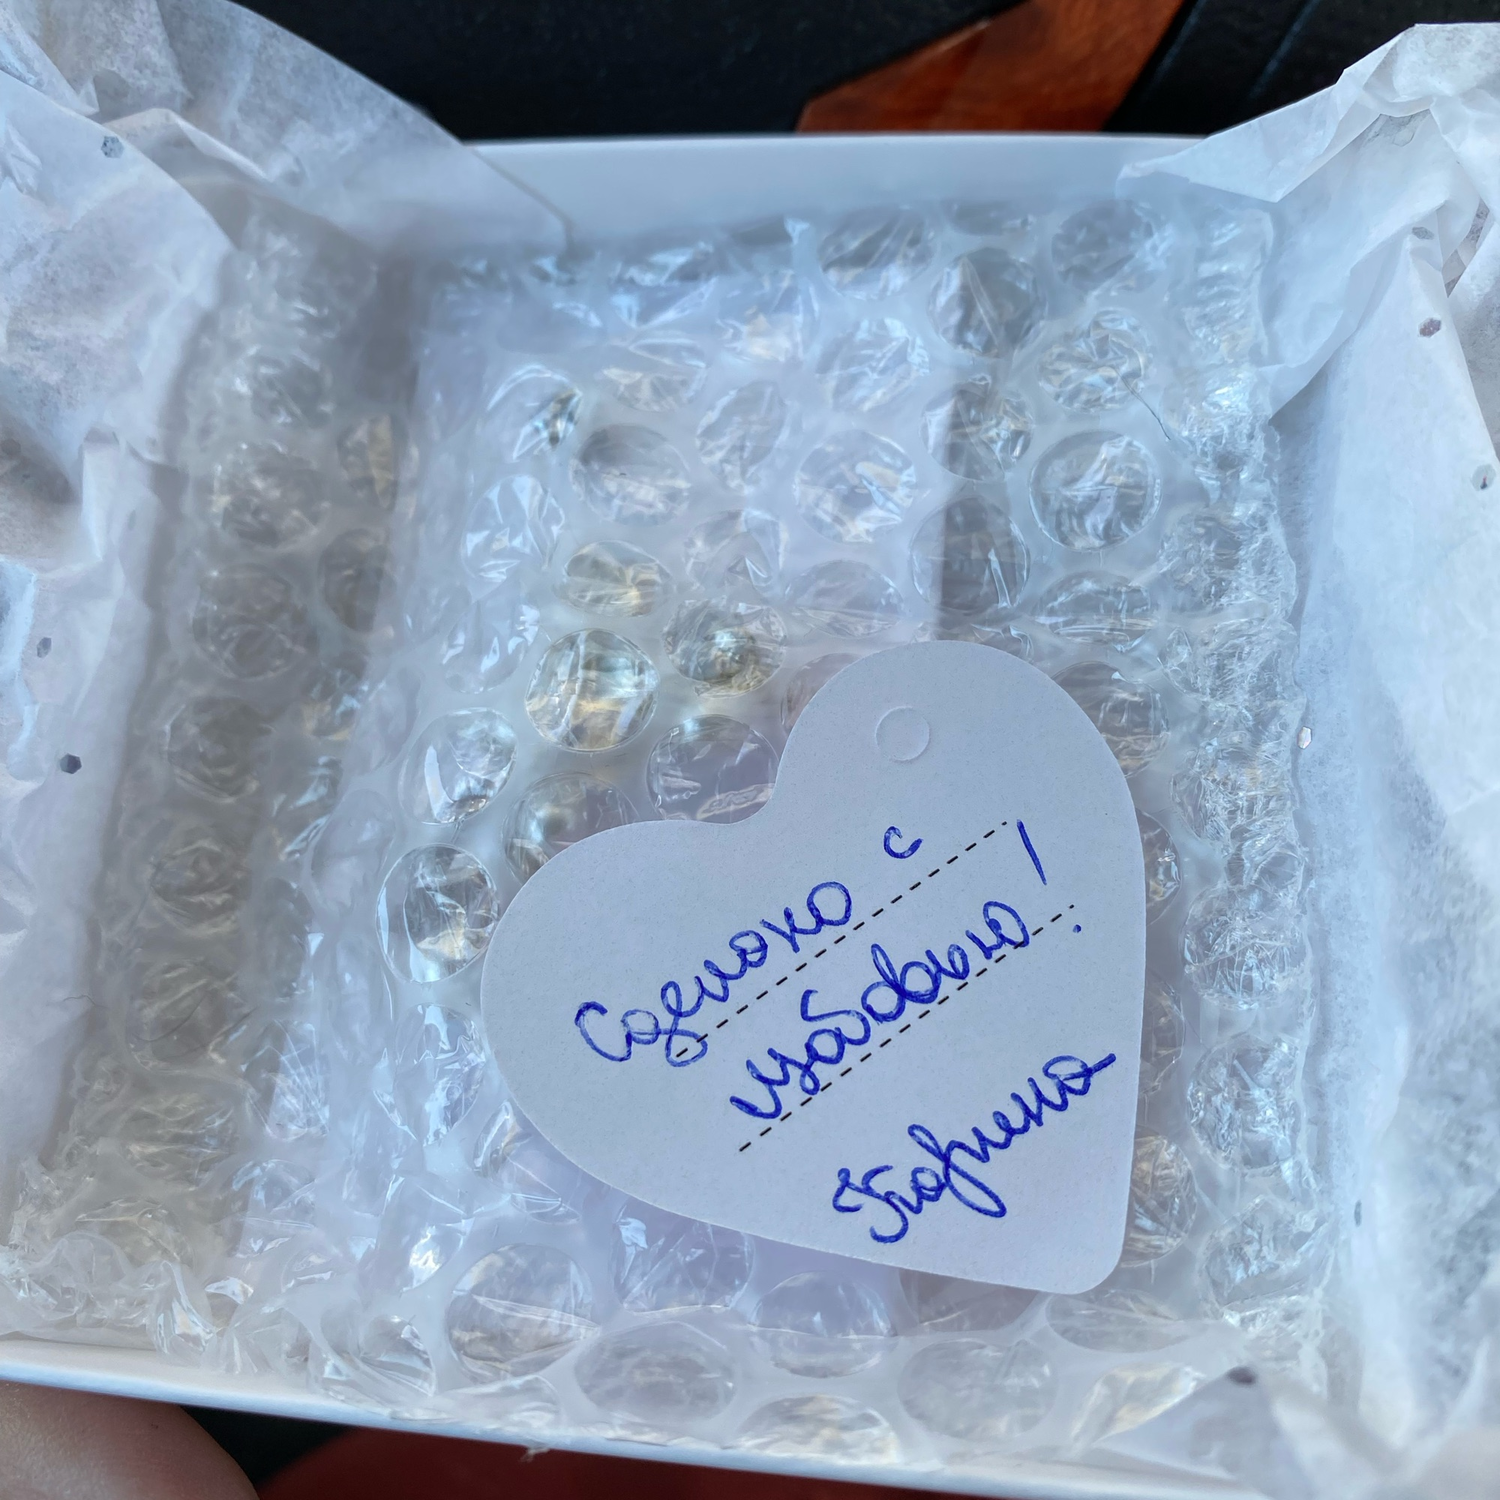 Сделано с
любовью!
Карина